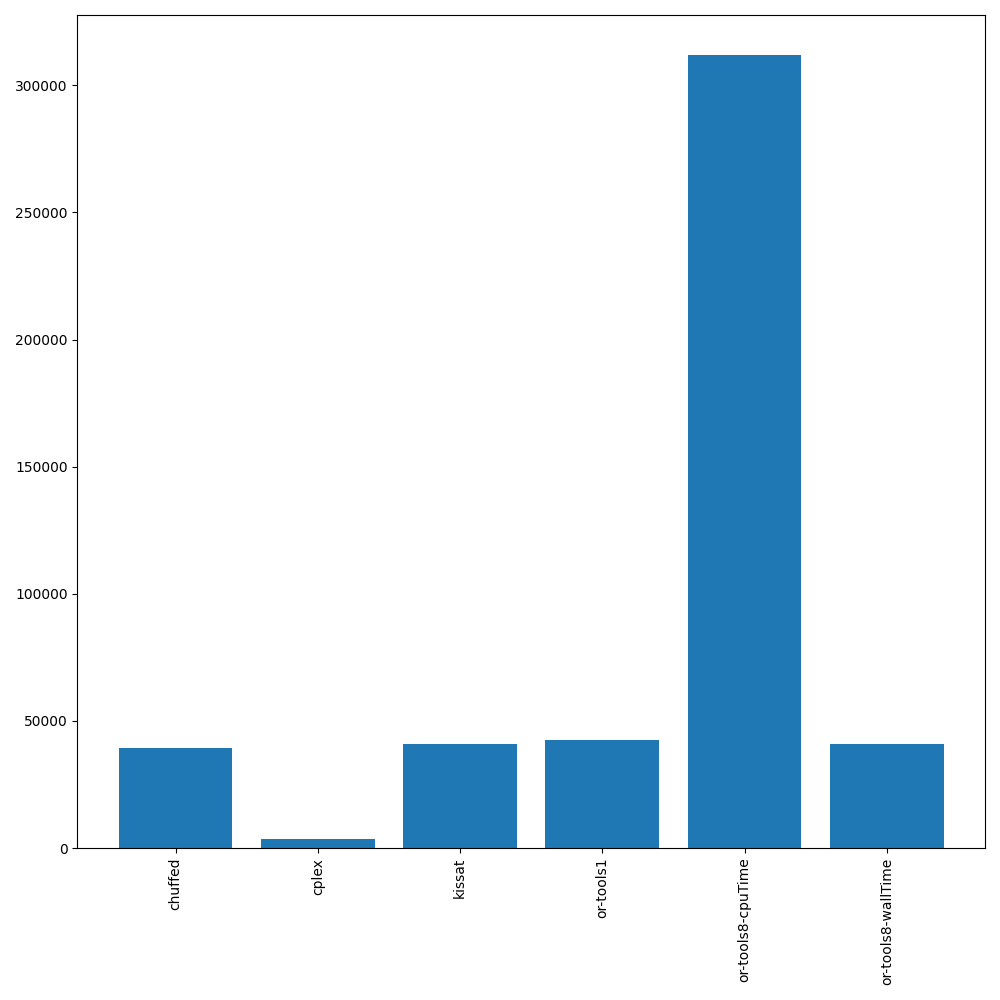 300000
250000
200000
150000
100000
50000
0
chuffed
cplex
kissat
or-tools1
or-tools8-cpuTime
or-tools8-wallTime